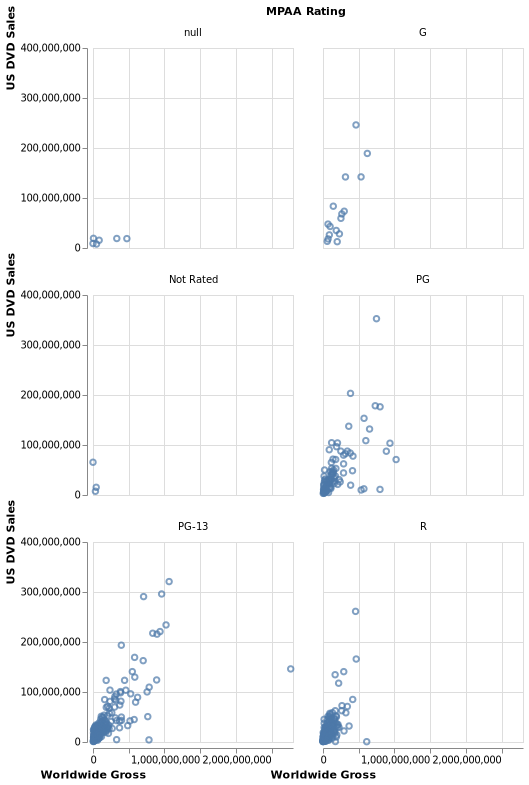 MPAA Rating
null
G
US DVD Sales
400,000,000
300,000,000
200,000,000
100,000,000
0
Not Rated
PG
US DVD Sales
400,000,000
300,000,000
200,000,000
100,000,000
0
PG-13
R
US DVD Sales
400,000,000
300,000,000
200,000,000
100,000,000
0
0 1,000,000,000 2,000,000,000
0 1,000,000,000 2,000,000,000
Worldwide Gross
Worldwide Gross